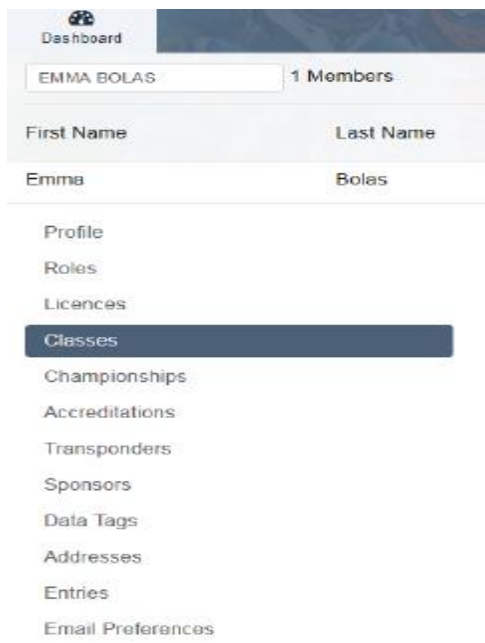 Dashboard
EMMA BOLAS 1 Members
First Name Last Name
Emma Bolas
Profile
Roles
Licences
Classes
Championships
Accreditations
Transponders
Sponsors
Data Tags
Addresses
Entries
Email Preferences